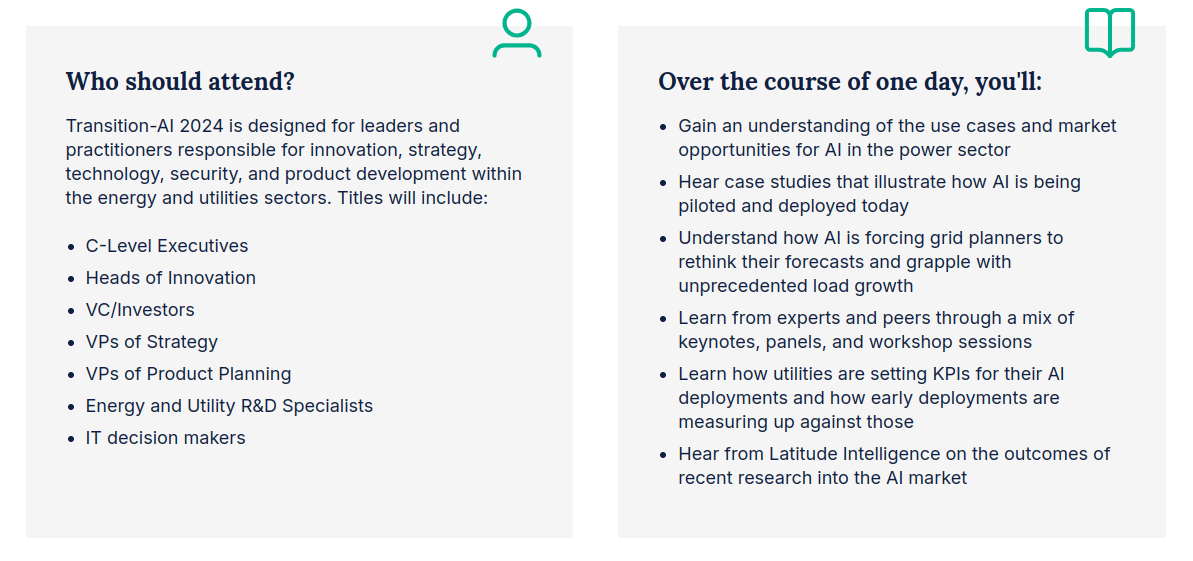 Who should attend?
Transition-AI 2024 is designed for leaders and
practitioners responsible for innovation, strategy,
technology, security, and product development within
the energy and utilities sectors. Titles will include:
• C-Level Executives
• Heads of Innovation
• VC/Investors
• VPs of Strategy
• VPs of Product Planning
• Energy and Utility R&D Specialists
• IT decision makers
Over the course of one day, you'll:
• Gain an understanding of the use cases and market
opportunities for AI in the power sector
• Hear case studies that illustrate how AI is being
piloted and deployed today
• Understand how AI is forcing grid planners to
rethink their forecasts and grapple with
unprecedented load growth
• Learn from experts and peers through a mix of
keynotes, panels, and workshop sessions
• Learn how utilities are setting KPIs for their AI
deployments and how early deployments are
measuring up against those
• Hear from Latitude Intelligence on the outcomes of
recent research into the AI market